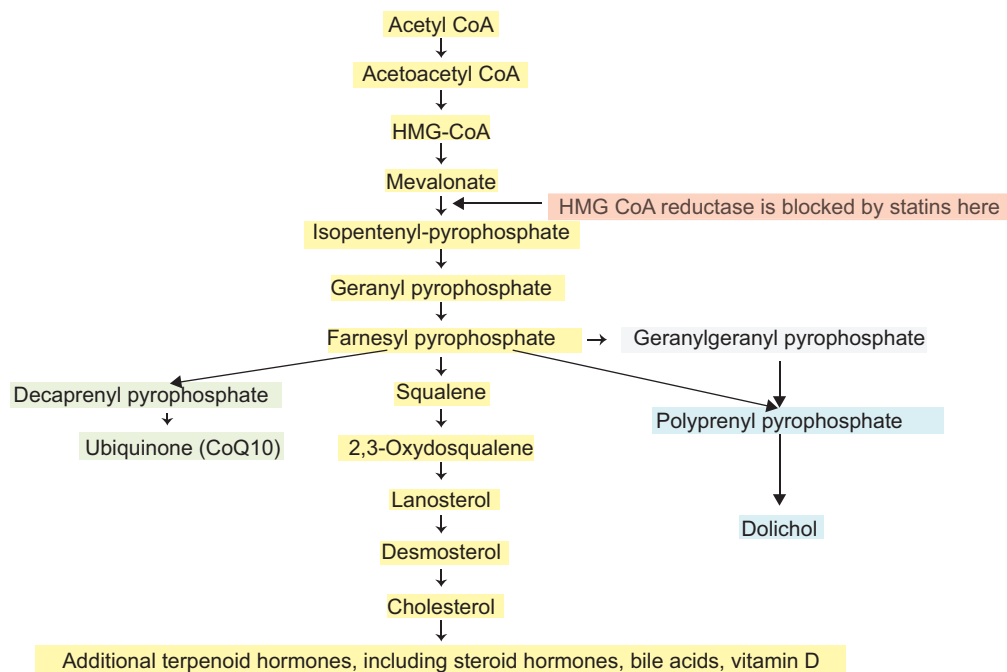 Acetyl CoA
Acetoacetyl CoA
HMG-CoA
Mevalonate
HMG CoA reductase is blocked by statins here
Isopentenyl-pyrophosphate
Geranyl pyrophosphate
Farnesyl pyrophosphate
Geranylgeranyl pyrophosphate
Decaprenyl pyrophosphate
Squalene
Polyprenyl pyrophosphate
Ubiquinone (CoQ10)
2,3-Oxydosqualene
Lanosterol
Dolichol
Desmosterol
Cholesterol
Additional terpenoid hormones, including steroid hormones, bile acids, vitamin D